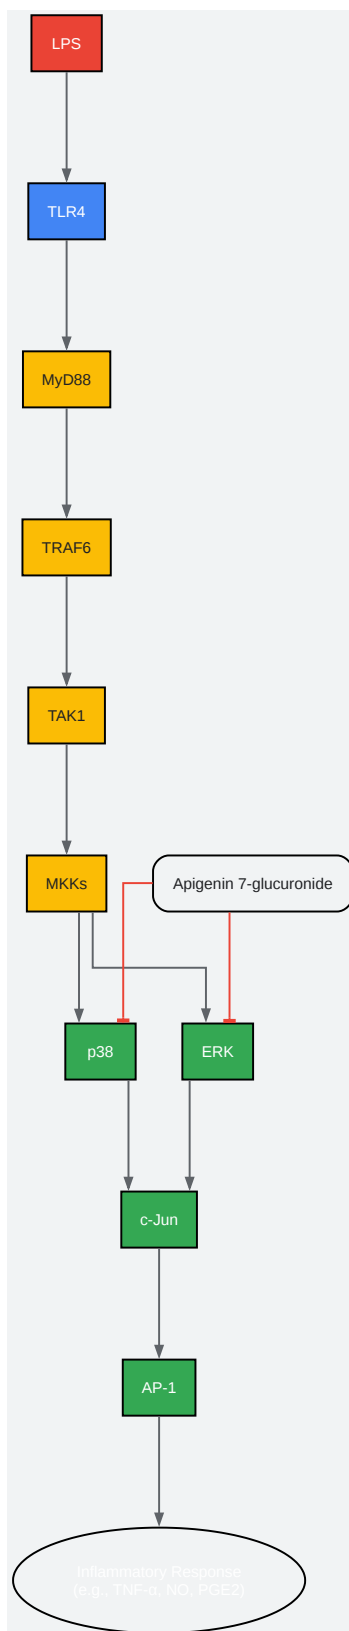 LPS
TLR4
MyD88
TRAF6
TAK1
MKKs
Apigenin 7-glucuronide
p38
ERK
c-Jun
AP-1
Inflammatory Response
(e.g., TNF-α, NO, PGE2)